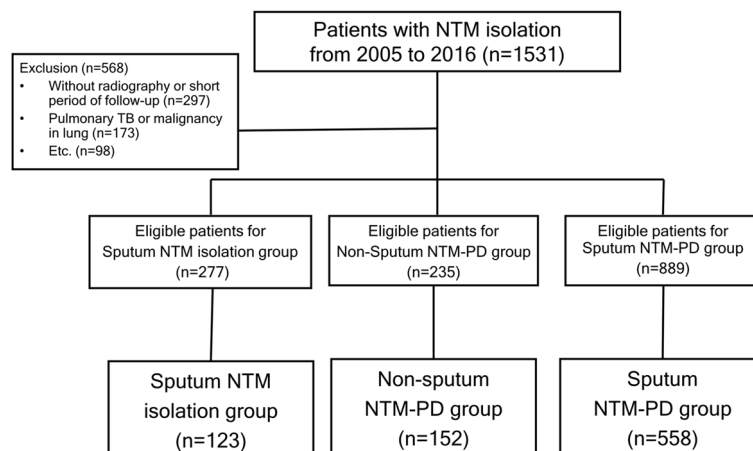 Patients with NTM isolation
from 2005 to 2016 (n=1531)
Exclusion (n=568)
• Without radiography or short
period of follow-up (n=297)
• Pulmonary TB or malignancy
in lung (n=173)
• Etc. (n=98)
Eligible patients for
Sputum NTM isolation group
(n=277)
Eligible patients for
Non-Sputum NTM-PD group
(n=235)
Eligible patients for
Sputum NTM-PD group
(n=889)
Sputum NTM
isolation group
(n=123)
Non-sputum
NTM-PD group
(n=152)
Sputum
NTM-PD group
(n=558)